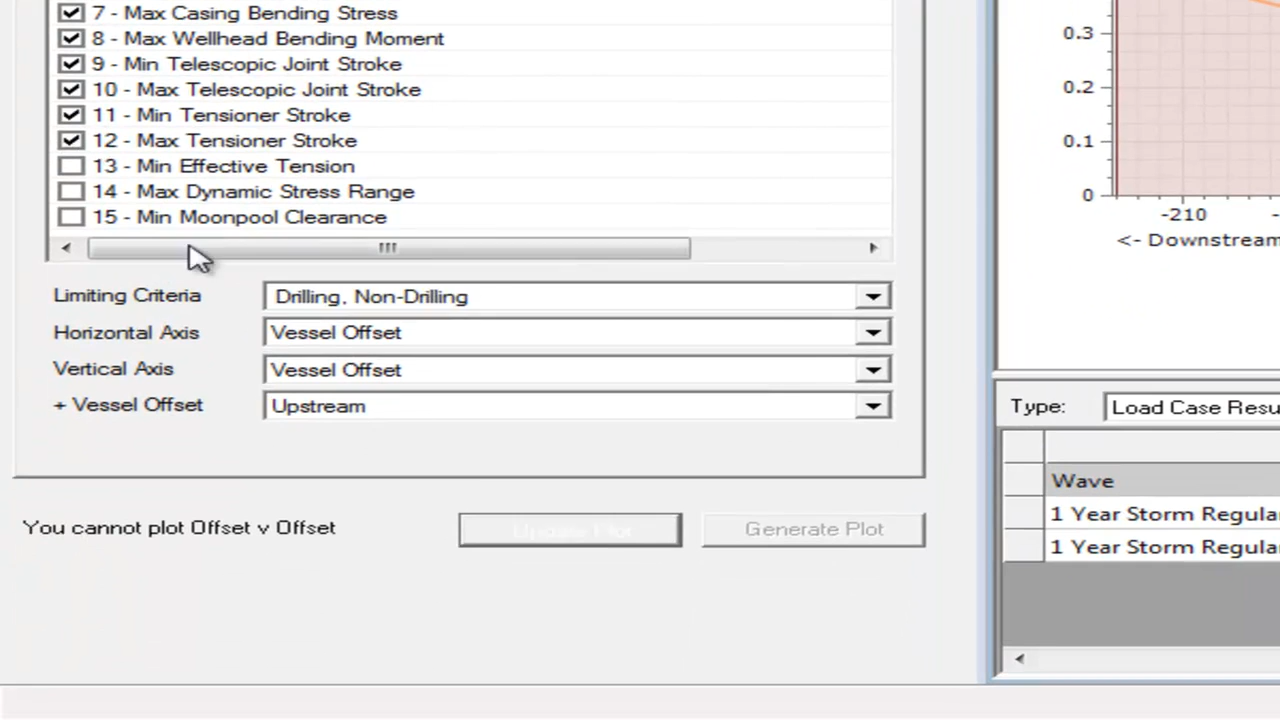 7 - Max Casing Bending Stress
8 - Max Wellhead Bending Moment
9 - Min Telescopic Joint Stroke
10 - Max Telescopic Joint Stroke
11 - Min Tensioner Stroke
12 - Max Tensioner Stroke
13 - Min Effective Tension
14 - Max Dynamic Stress Range
15 - Min Moonpool Clearance
Limiting Criteria Drilling, Non-Drilling
Horizontal Axis Vessel Offset
Vertical Axis Vessel Offset
+ Vessel Offset Upstream
You cannot plot Offset v Offset Update Plot Generate Plot
0.3
0.2
0.1
0
-210
<- Downstream
Type: Load Case Resu
Wave
1 Year Storm Regular
1 Year Storm Regular